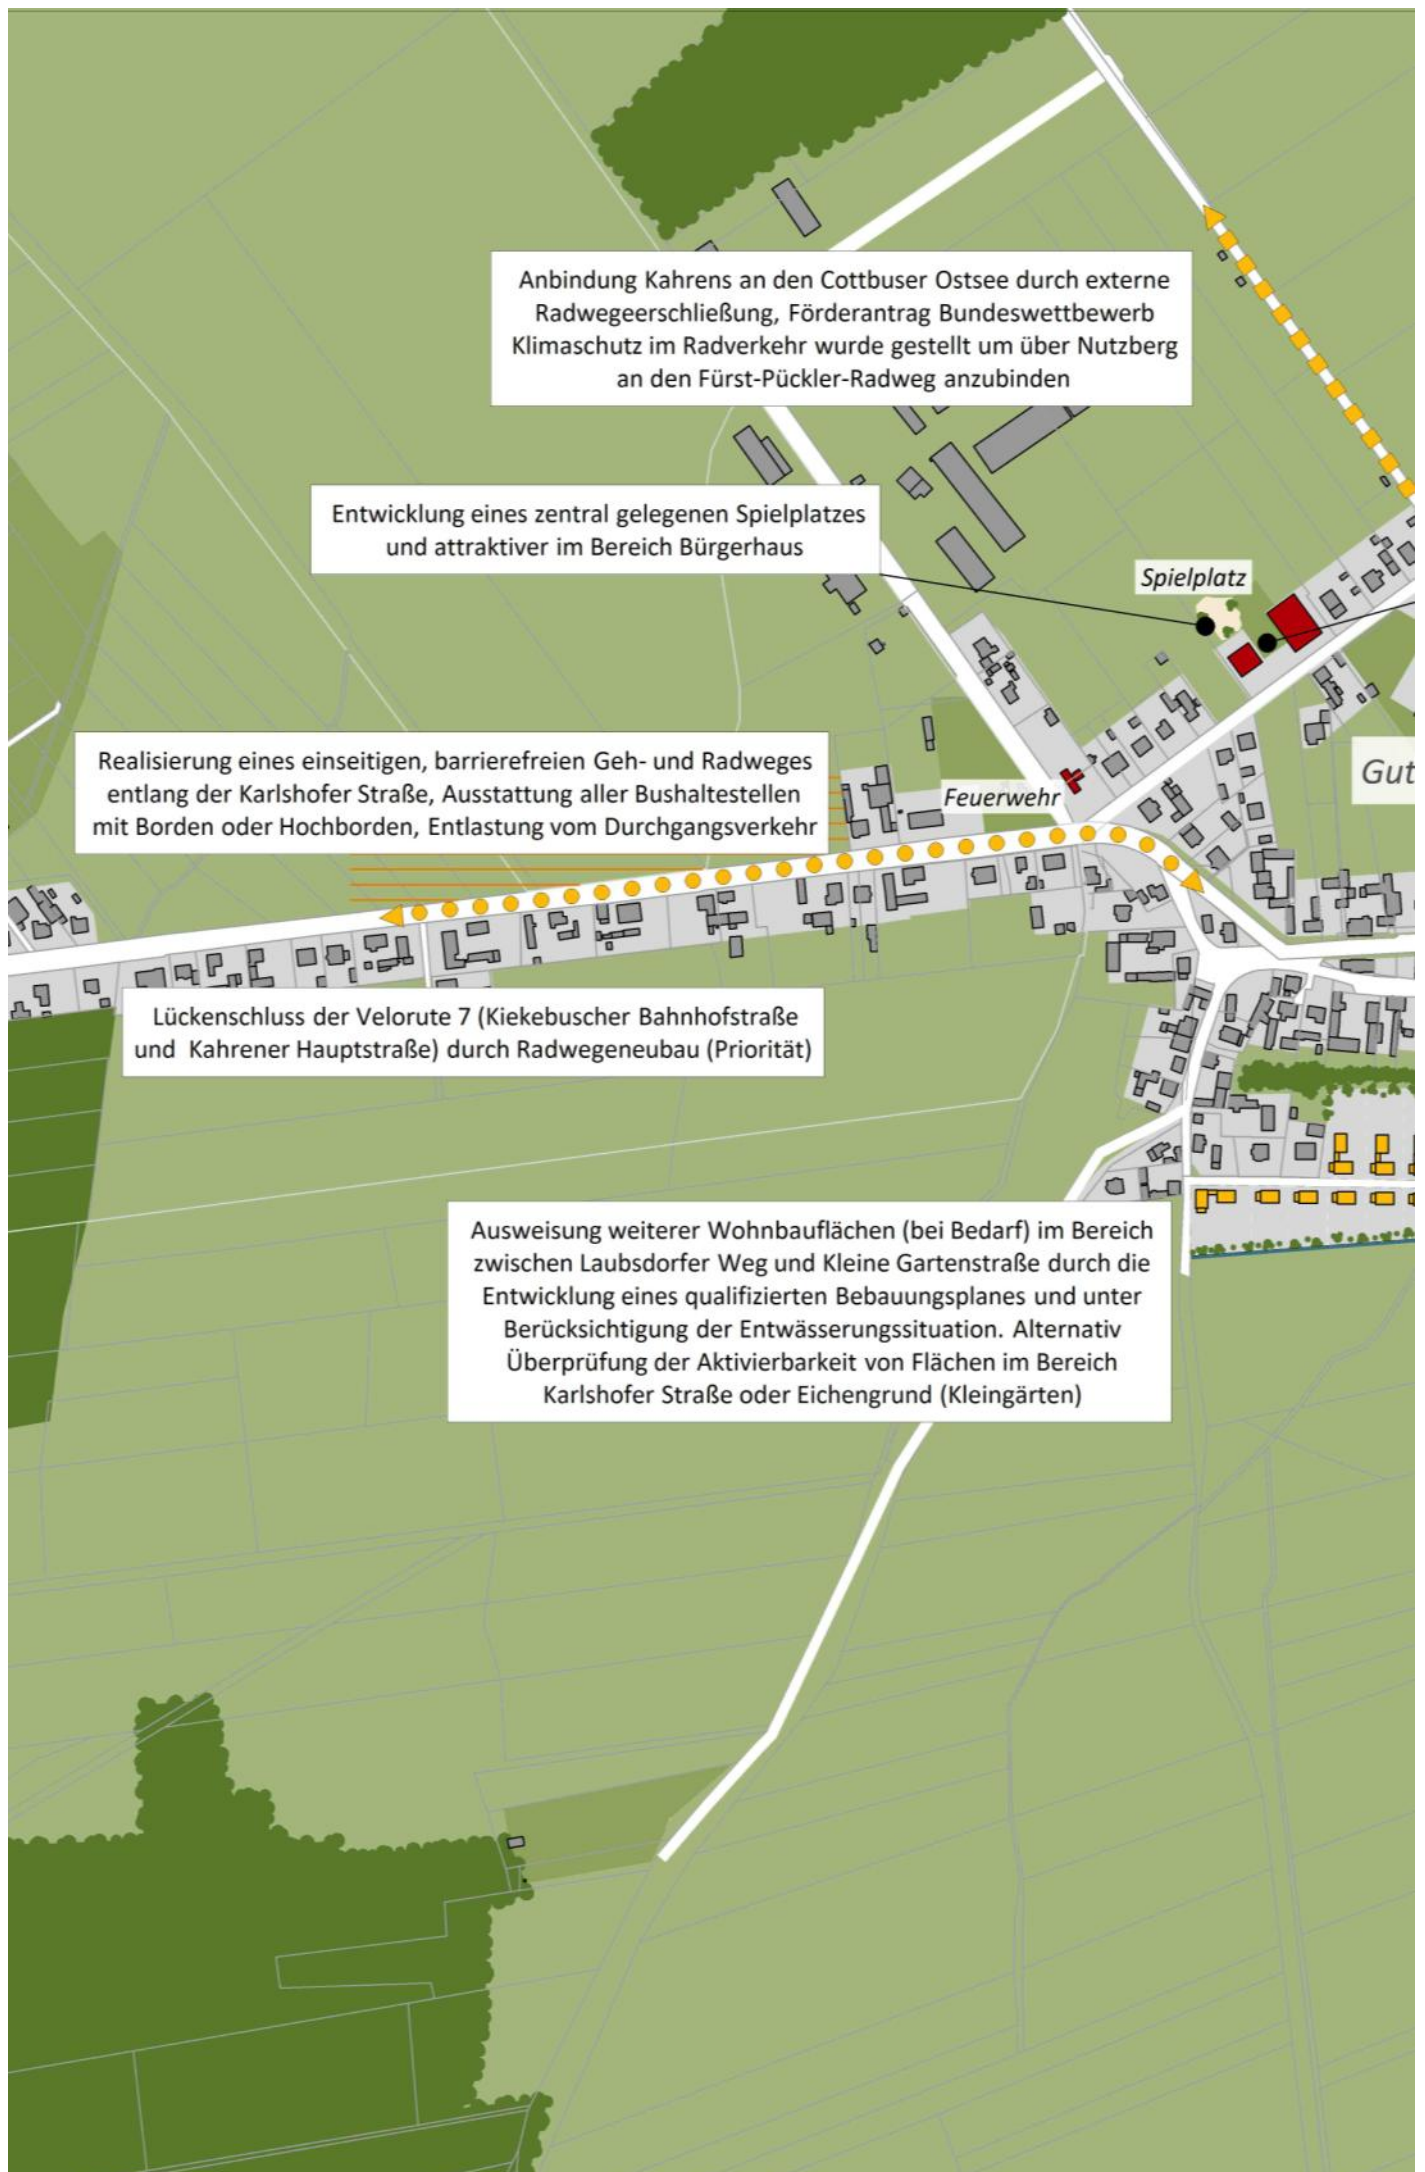 Anbindung Kahrens an den Cottbuser Ostsee durch externe
Radwegeerschließung, Förderantrag Bundeswettbewerb
Klimaschutz im Radverkehr wurde gestellt um über Nutzberg
an den Fürst-Pückler-Radweg anzubinden
Entwicklung eines zentral gelegenen Spielplatzes
und attraktiver im Bereich Bürgerhaus
Spielplatz
Realisierung eines einseitigen, barrierefreien Geh- und Radweges
entlang der Karlshofer Straße, Ausstattung aller Bushaltestellen
mit Borden oder Hochborden, Entlastung vom Durchgangsverkehr
Gut
Feuerwehr
Lückenschluss der Velorute 7 (Kiekebuscher Bahnhofstraße
und Kahrener Hauptstraße) durch Radwegeneubau (Priorität)
Ausweisung weiterer Wohnbauflächen (bei Bedarf) im Bereich
zwischen Laubsdorfer Weg und Kleine Gartenstraße durch die
Entwicklung eines qualifizierten Bebauungsplanes und unter
Berücksichtigung der Entwässerungssituation. Alternativ
Überprüfung der Aktivierbarkeit von Flächen im Bereich
Karlshofer Straße oder Eichengrund (Kleingärten)